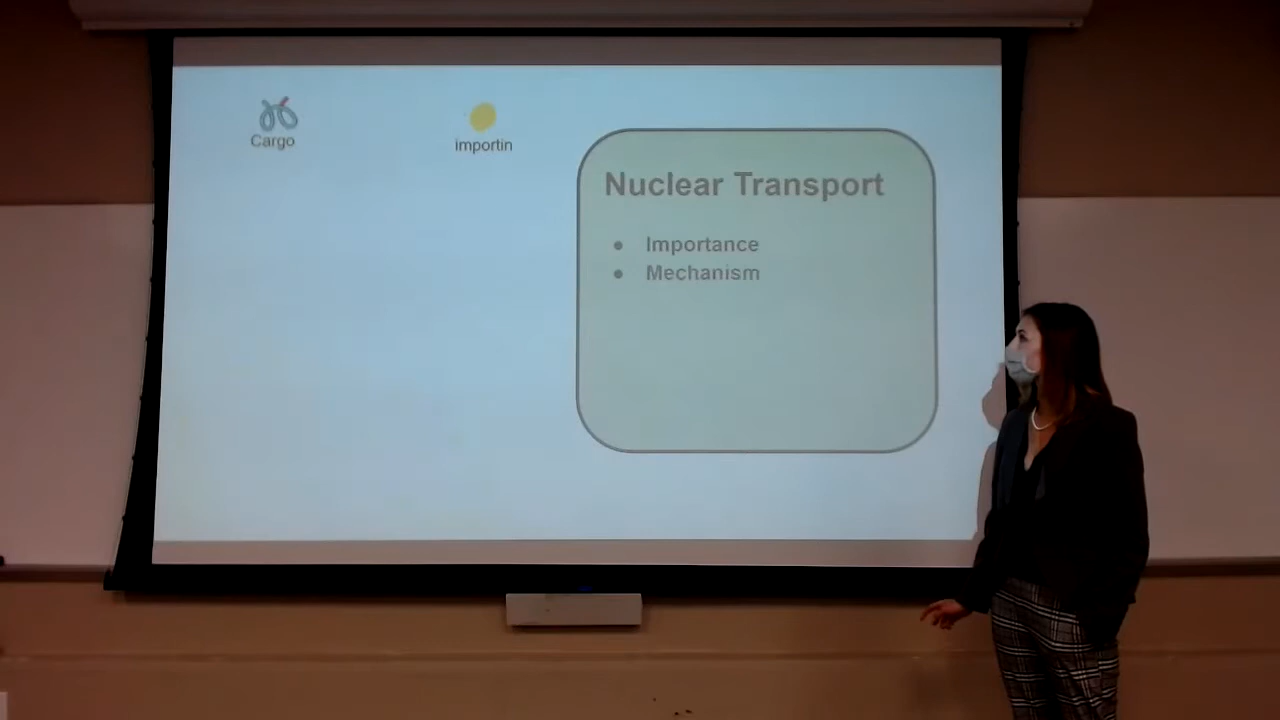 Cargo
importin
Nuclear Transport
● Importance
● Mechanism